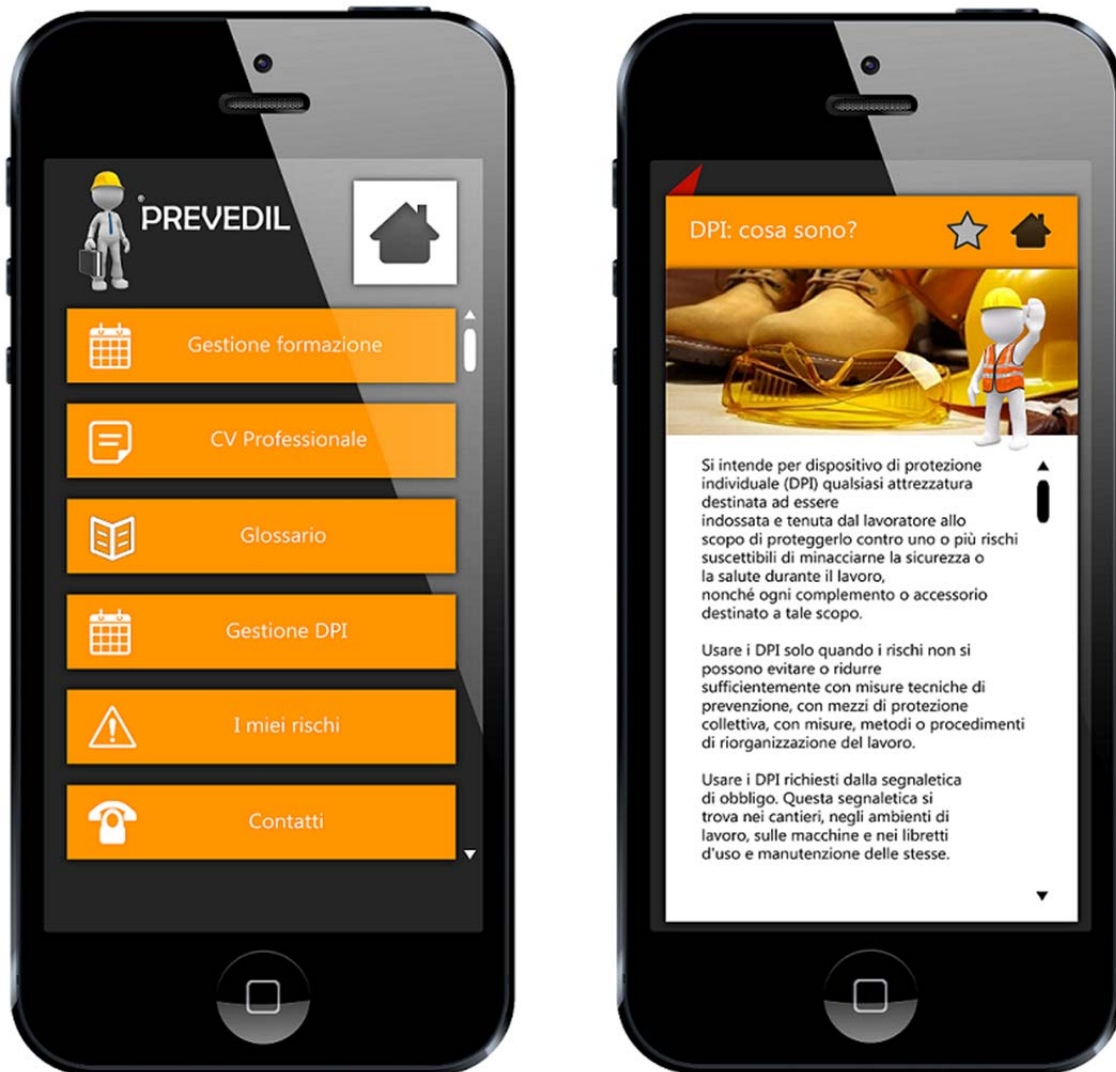 ®PREVEDIL
Gestione formazione
CV Professionale
Glossario
Gestione DPI
I miei rischi
Contatti
DPI: cosa sono?
Si intende per dispositivo di protezione
individuale (DPI) qualsiasi attrezzatura
destinata ad essere
indossata e tenuta dal lavoratore allo
scopo di proteggerlo contro uno o più rischi
suscettibili di minacciarne la sicurezza o
la salute durante il lavoro,
nonché ogni complemento o accessorio
destinato a tale scopo.
Usare i DPI solo quando i rischi non si
possono evitare o ridurre
sufficientemente con misure tecniche di
prevenzione, con mezzi di protezione
collettiva, con misure, metodi o procedimenti
di riorganizzazione del lavoro.
Usare i DPI richiesti dalla segnaletica
di obbligo. Questa segnaletica si
trova nei cantieri, negli ambienti di
lavoro, sulle macchine e nei libretti
d'uso e manutenzione delle stesse.